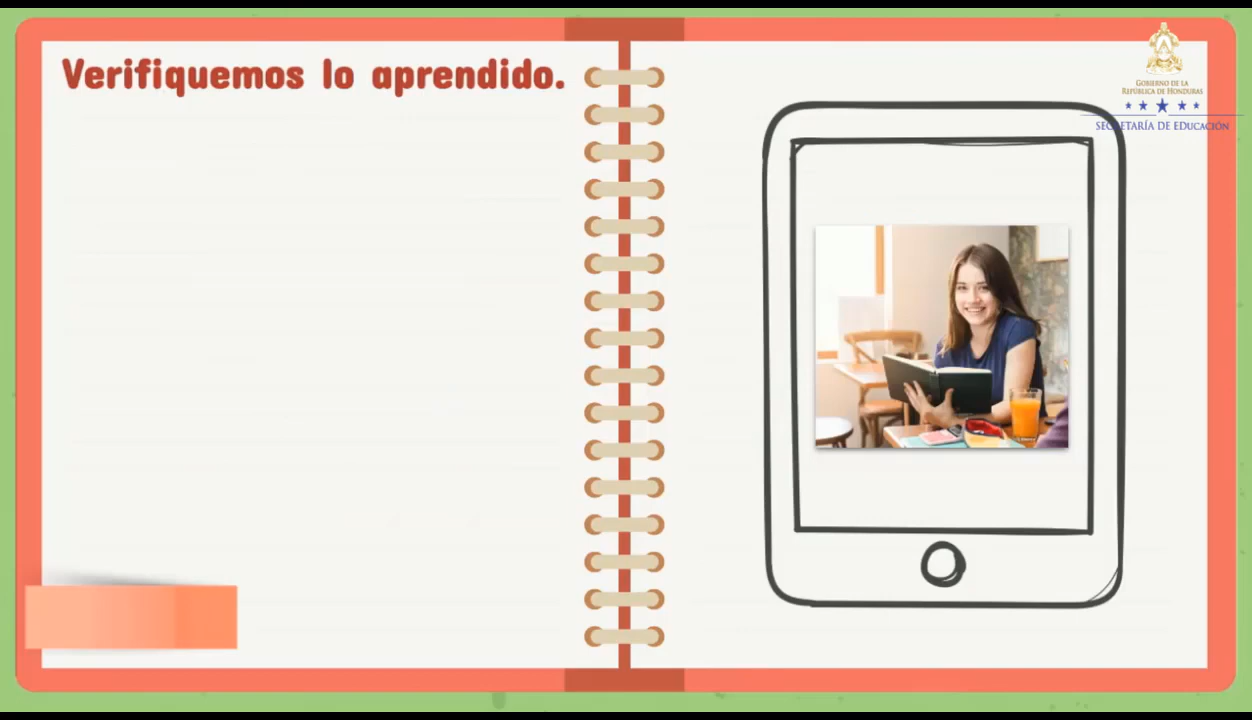 Verifiquemos lo aprendido.
GOBIERNO DE LA
REPÚBLICA DE HONDURAS
SECRETARÍA DE EDUCACIÓN